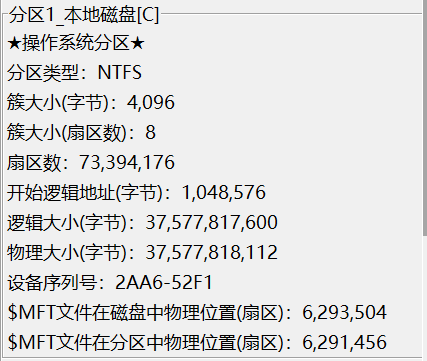 分区1_本地磁盘[C]
★操作系统分区★
分区类型：NTFS
簇大小(字节)：4,096
簇大小(扇区数)：8
扇区数：73,394,176
开始逻辑地址(字节)：1,048,576
逻辑大小(字节)：37,577,817,600
物理大小(字节)：37,577,818,112
设备序列号：2AA6-52F1
$MFT文件在磁盘中物理位置(扇区)：6,293,504
$MFT文件在分区中物理位置(扇区)：6,291,456